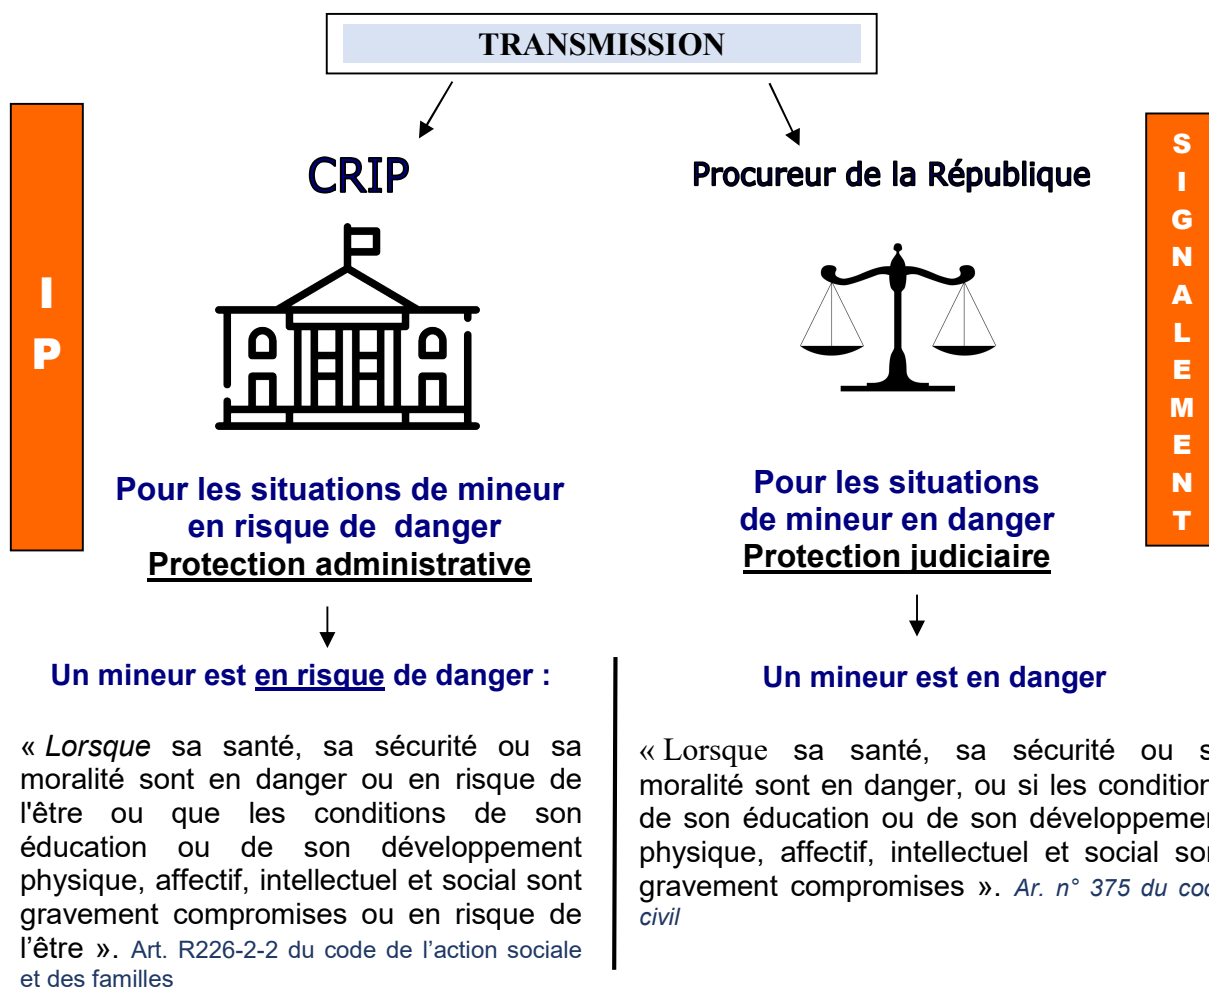 TRANSMISSION
I
P
CRIP
Pour les situations de mineur
en risque de danger
Protection administrative
Un mineur est en risque de danger :
« Lorsque sa santé, sa sécurité ou sa
moralité sont en danger ou en risque de
l'être ou que les conditions de son
éducation ou de son développement
physique, affectif, intellectuel et social sont
gravement compromises ou en risque de
l’être ». Art. R226-2-2 du code de l’action sociale
et des familles
Procureur de la République
Pour les situations
de mineur en danger
Protection judiciaire
Un mineur est en danger
« Lorsque sa santé, sa sécurité ou s
moralité sont en danger, ou si les condition
de son éducation ou de son développemen
physique, affectif, intellectuel et social son
gravement compromises ». Ar. n° 375 du cod
civil
S
I
G
N
A
L
E
M
E
N
T